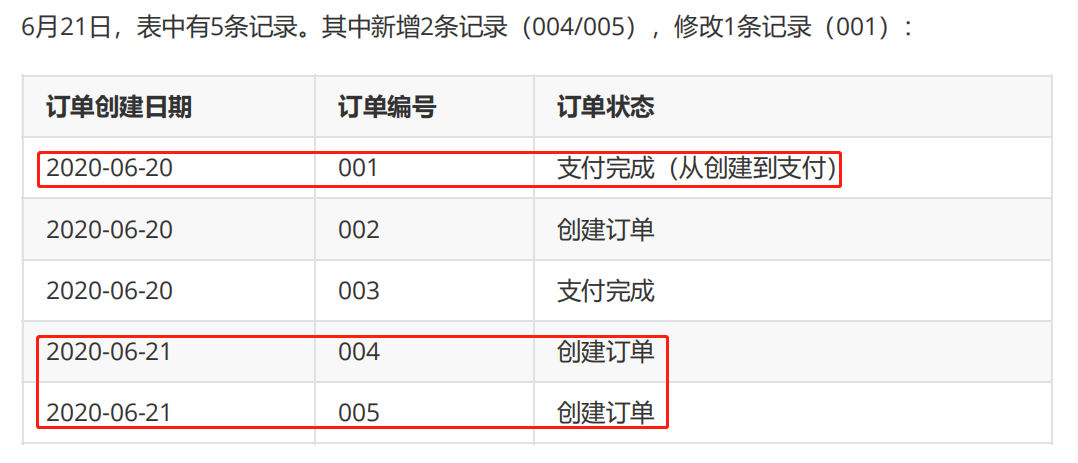 6月21日，表中有5条记录。其中新增2条记录（004/005），修改1条记录（001）：
订单创建日期 订单编号 订单状态
2020-06-20 001 支付完成（从创建到支付）
2020-06-20 002 创建订单
2020-06-20 003 支付完成
2020-06-21 004 创建订单
2020-06-21 005 创建订单